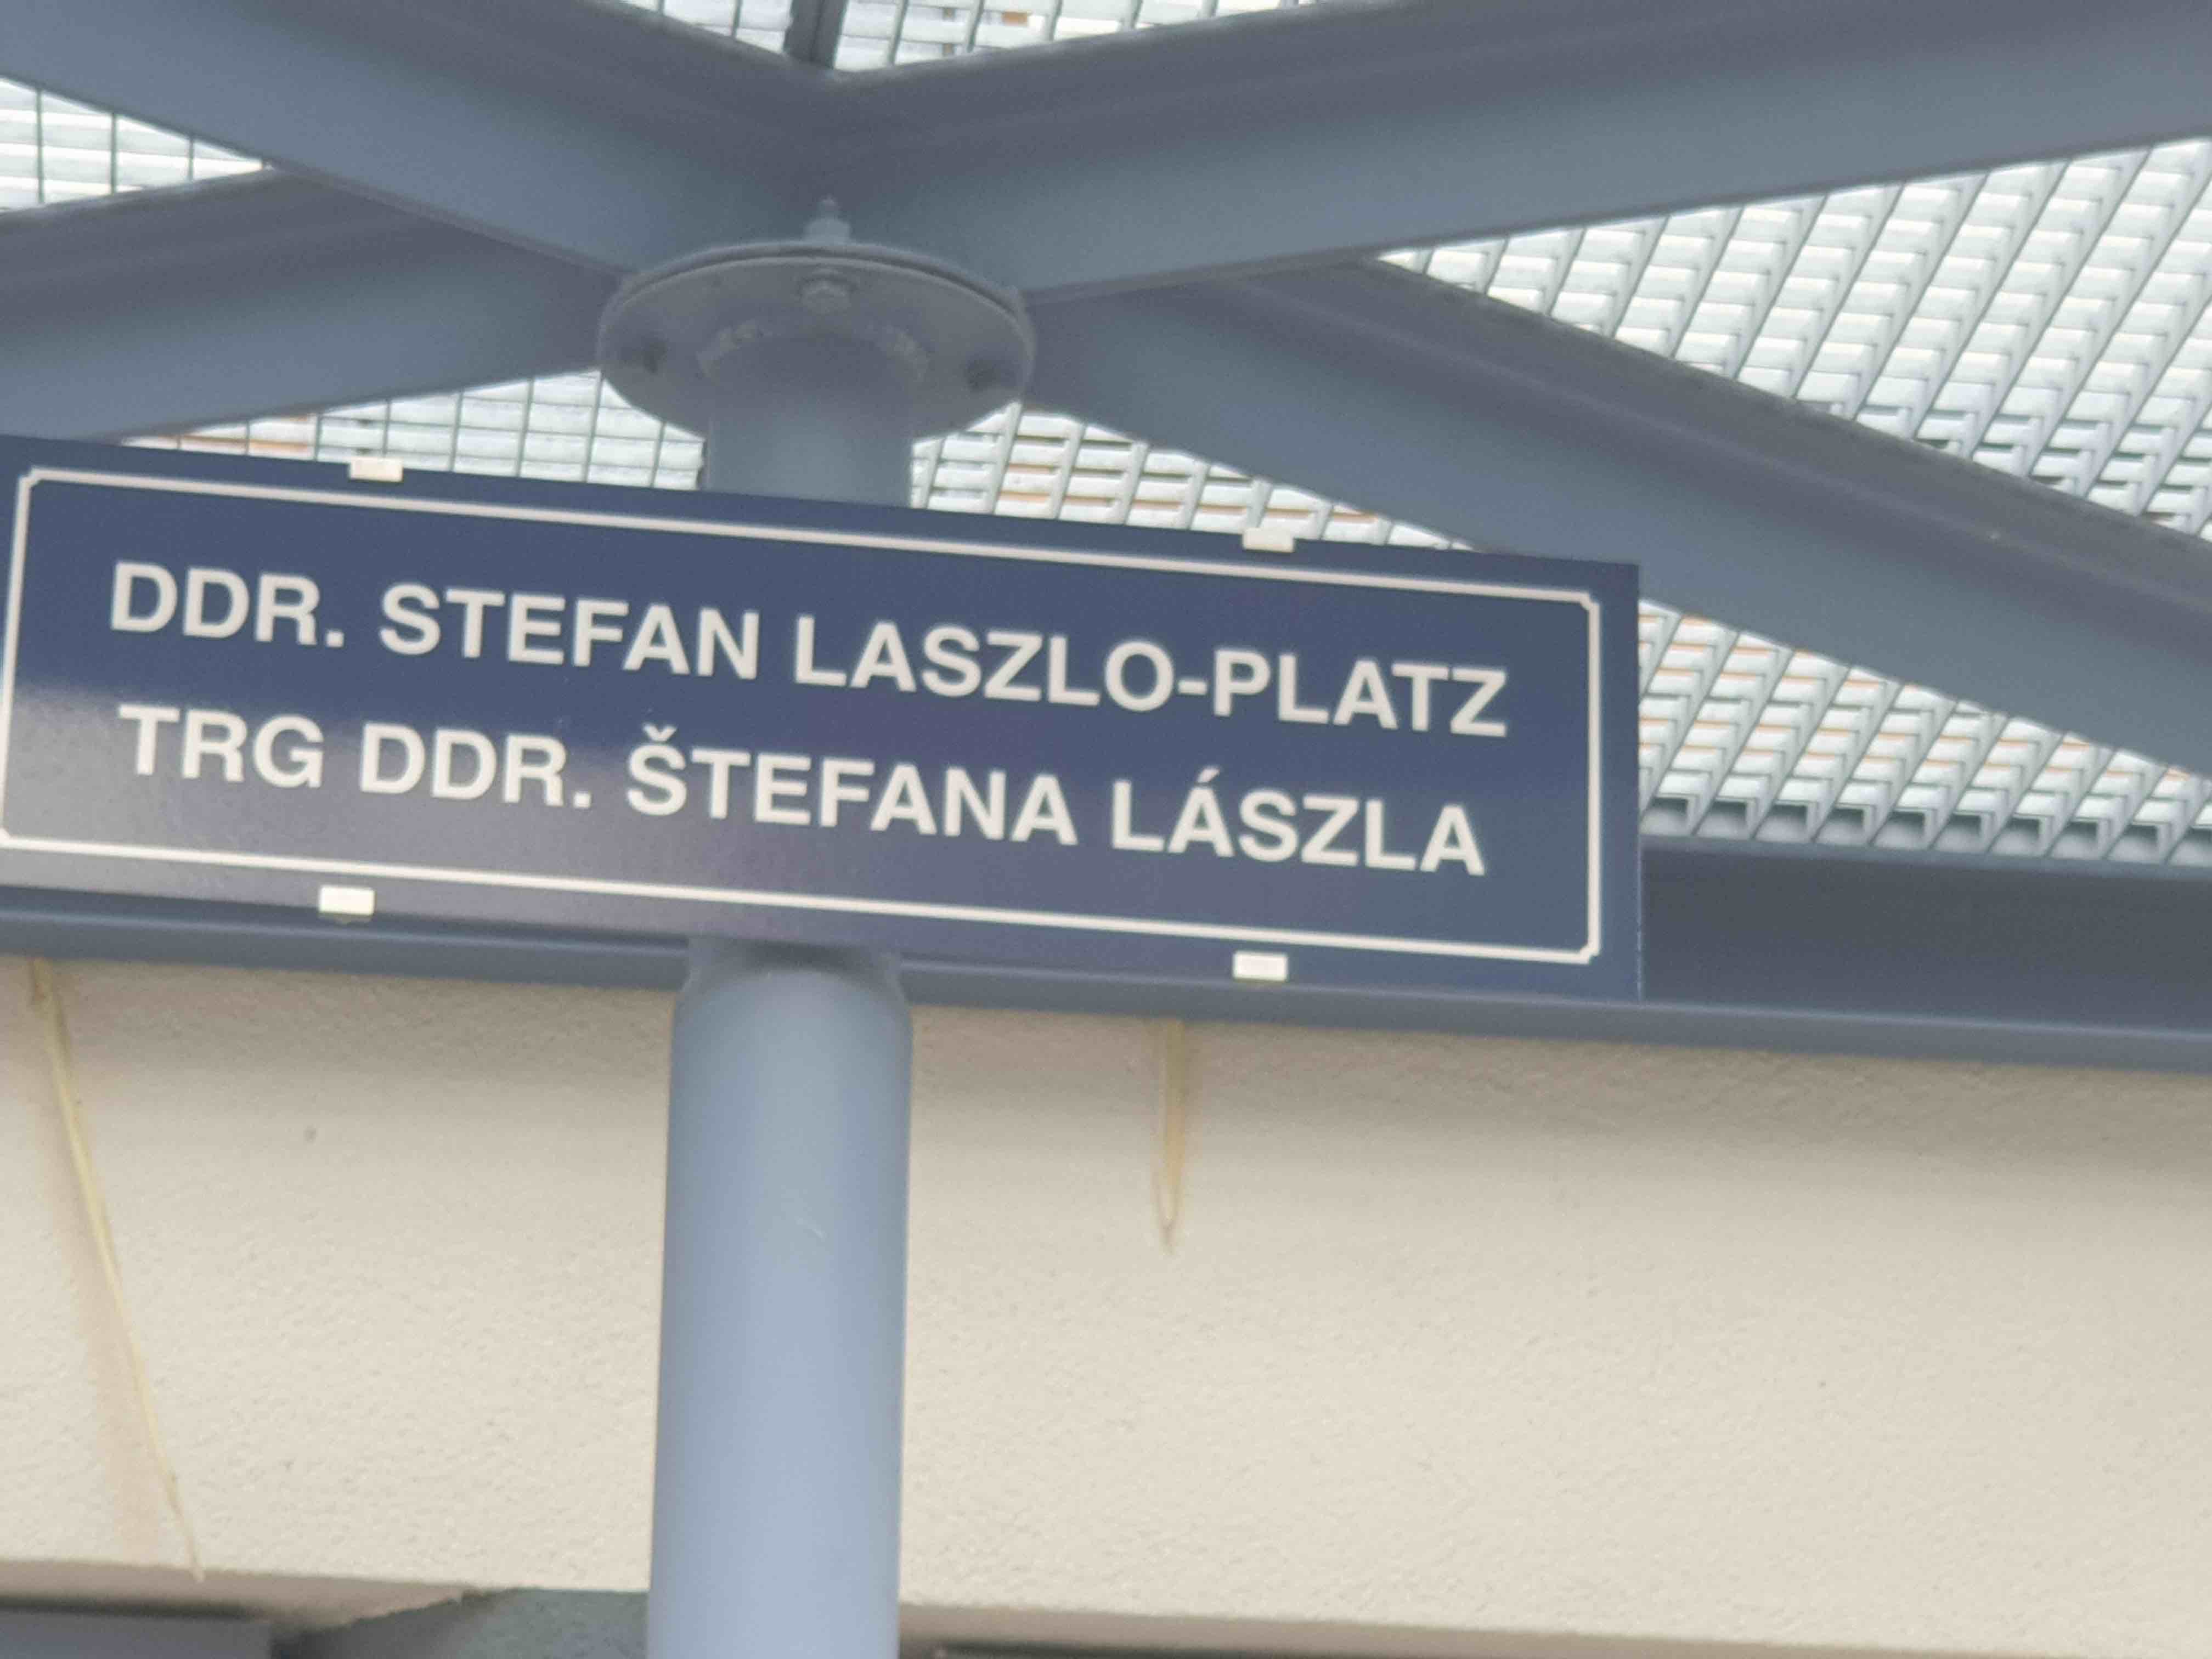 DDR. STEFAN LASZLO-PLATZ
TRG DDR. ŠTEFANA LÁSZLA